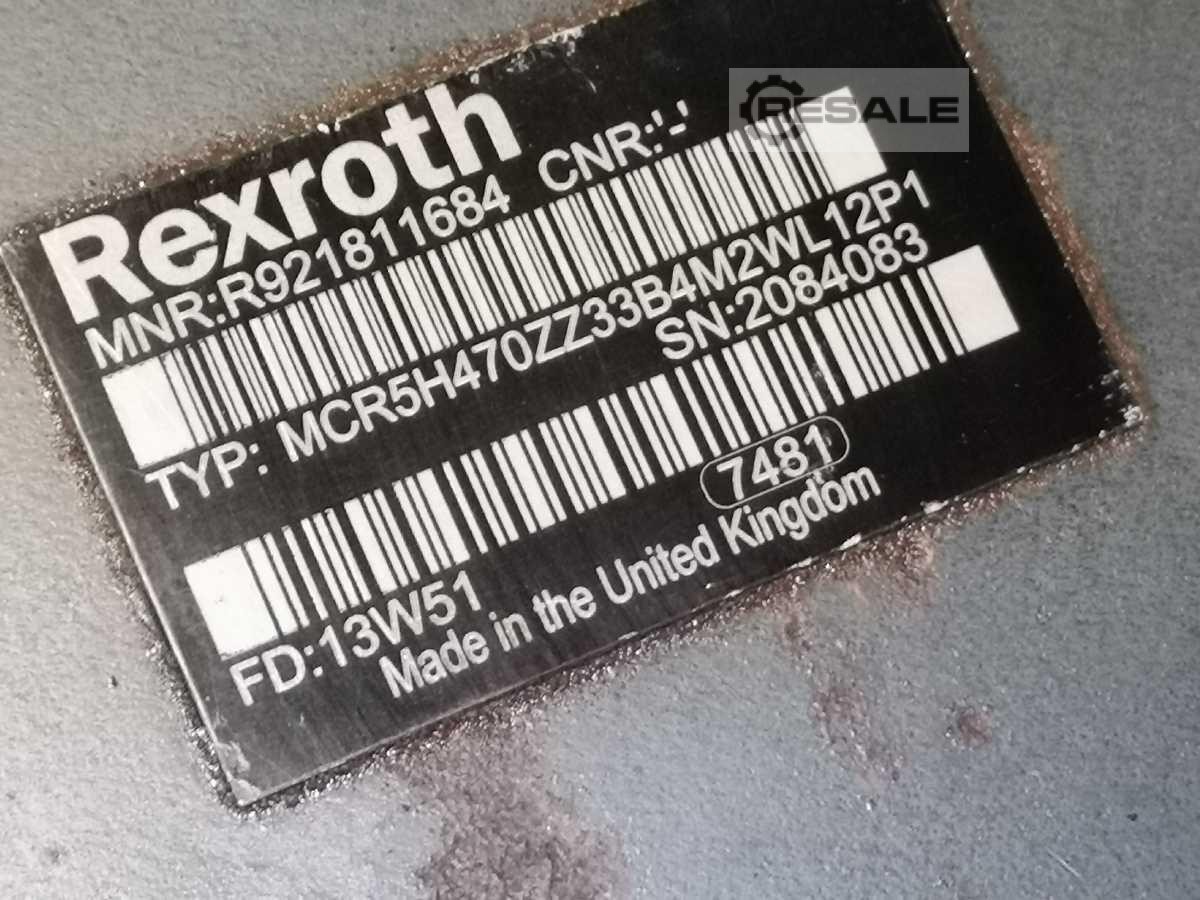 RESALE
Rexroth
MNR:R921811684 CNR:'-'
TYP: MCR5H470ZZ33B4M2WL12P1
SN:2084083
7481
FD:13W51
Made in the United Kingdom